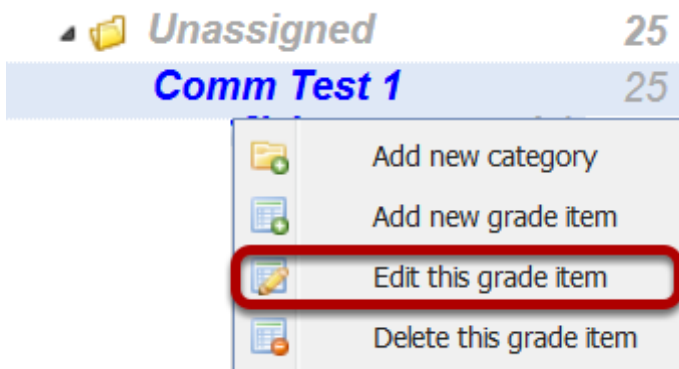 Unassigned 25
Comm Test 1 25
Add new category
Add new grade item
Edit this grade item
Delete this grade item